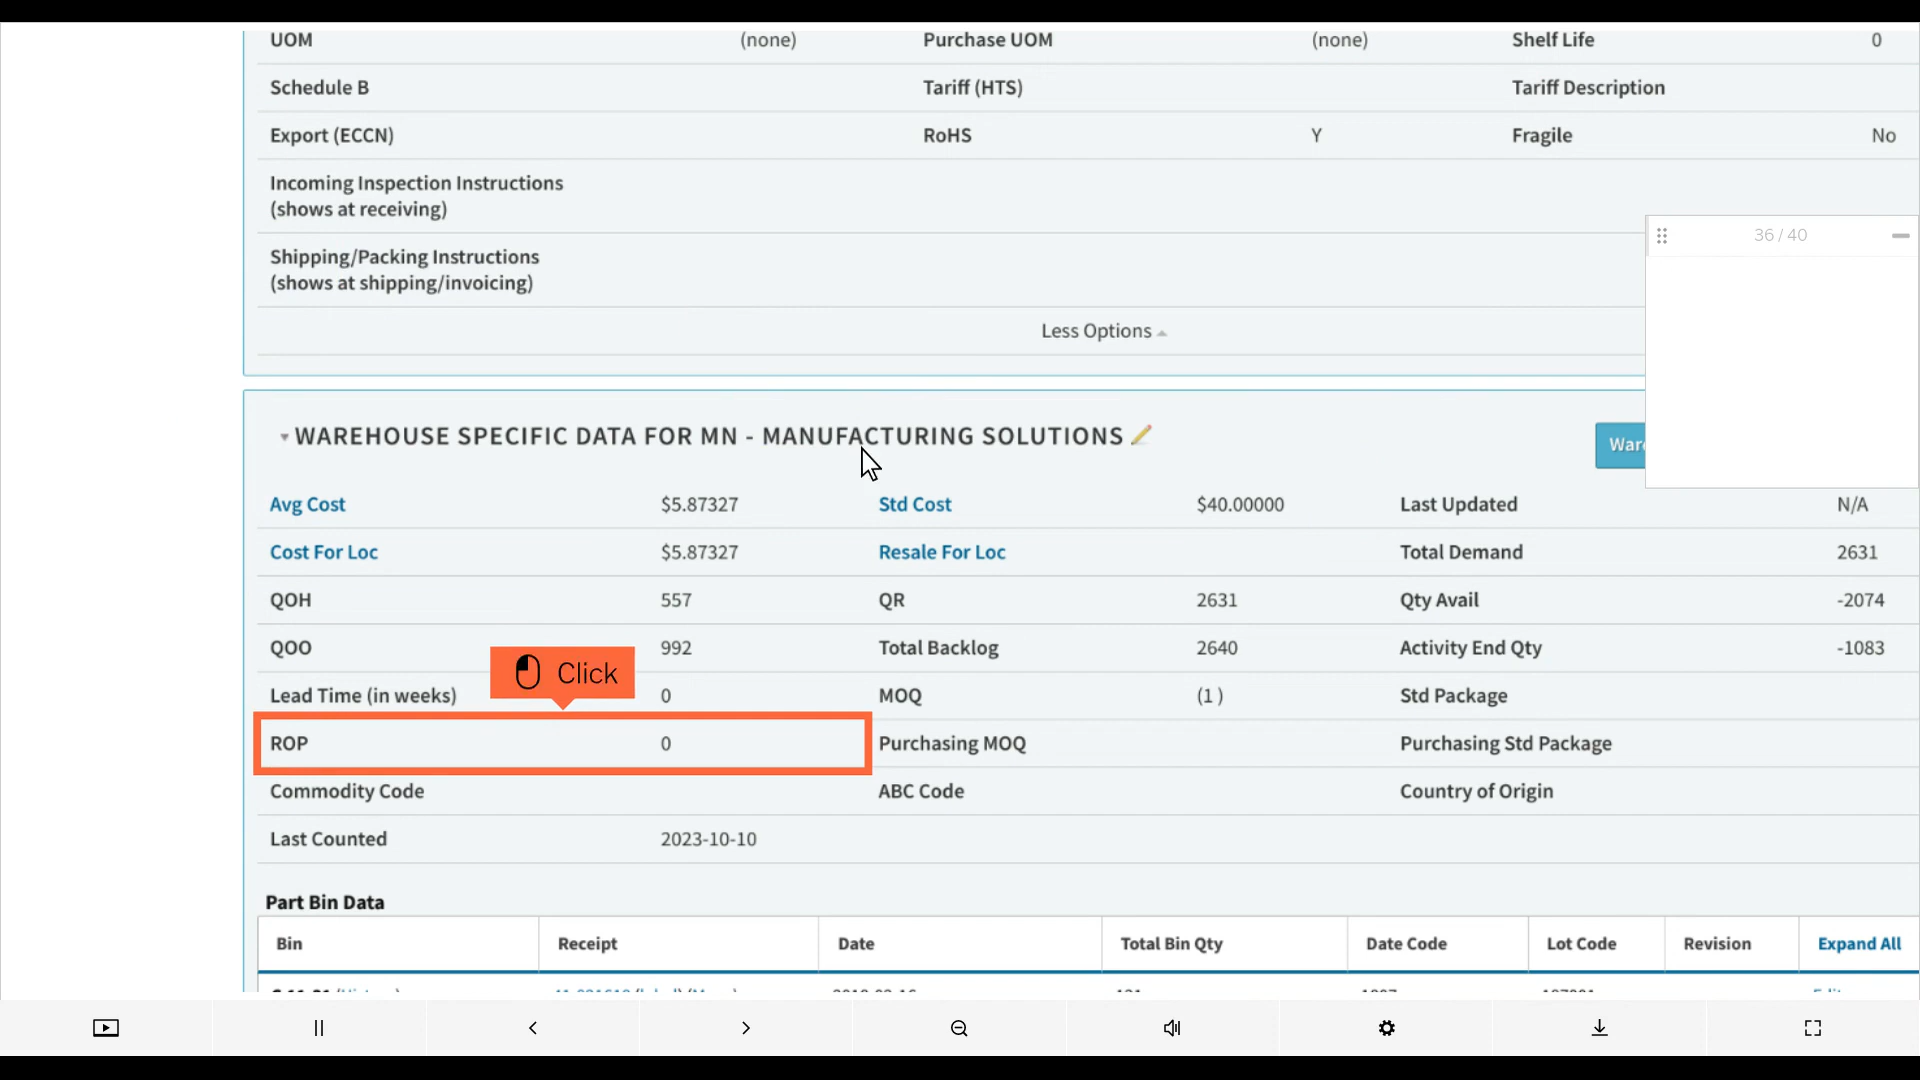 UOM (none) Purchase UOM (none) Shelf Life 0
Schedule B Tariff (HTS) Tariff Description
Export (ECCN) RoHS Y Fragile No
Incoming Inspection Instructions
(shows at receiving)
36 / 40
Shipping/Packing Instructions
(shows at shipping/invoicing)
Less Options
WAREHOUSE SPECIFIC DATA FOR MN - MANUFACTURING SOLUTIONS
Avg Cost $5.87327 Std Cost $40.00000 Last Updated N/A
Cost For Loc $5.87327 Resale For Loc Total Demand 2631
QOH 557 QR 2631 Qty Avail -2074
QOO 992 Total Backlog 2640 Activity End Qty -1083
Click
Lead Time (in weeks) 0 MOQ (1 ) Std Package
ROP 0 Purchasing MOQ Purchasing Std Package
Commodity Code ABC Code Country of Origin
Last Counted 2023-10-10
Part Bin Data
Bin Receipt Date Total Bin Qty Date Code Lot Code Revision Expand All